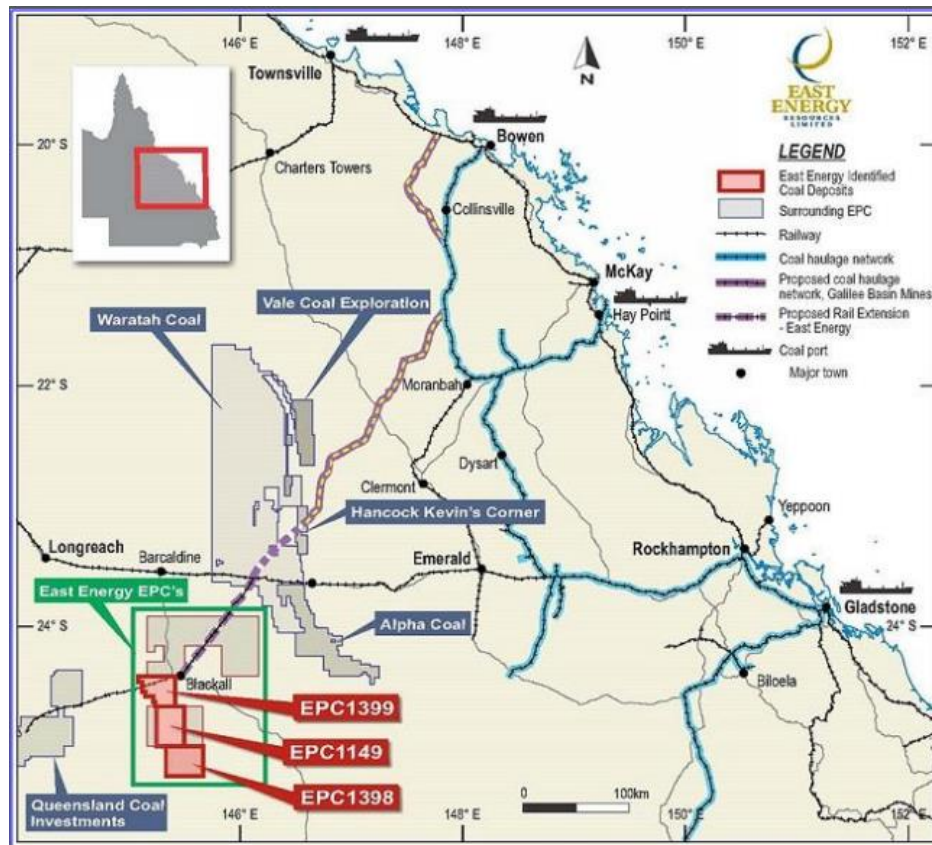 146° E
148° E
150° E
152° E
Townsville
N
EAST
ENERGY
RESOURCES
LIMITED
20° S
Bowen
Charters Towers
LEGEND
East Energy Identified
Coal Deposits
Surrounding EPC
Railway
Coal haulage network
Proposed coal haulage
network, Galilee Basin Mines
Proposed Rail Extension
- East Energy
Coal port
Major town
Collinsville
McKay
Hay Point
Vale Coal Exploration
Waratah Coal
22° S
Moranbah
Dysart
Clermont
Hancock Kevin's Corner
Yeppoon
Longreach
Barcaldine
Emerald
Rockhampton
East Energy EPC's
Gladstone
24° S
24° S
Alpha Coal
Blackall
Biloela
EPC1399
EPC1149
EPC1398
Queensland Coal
Investments
0
100km
146° E
148° E
150° E
152° E